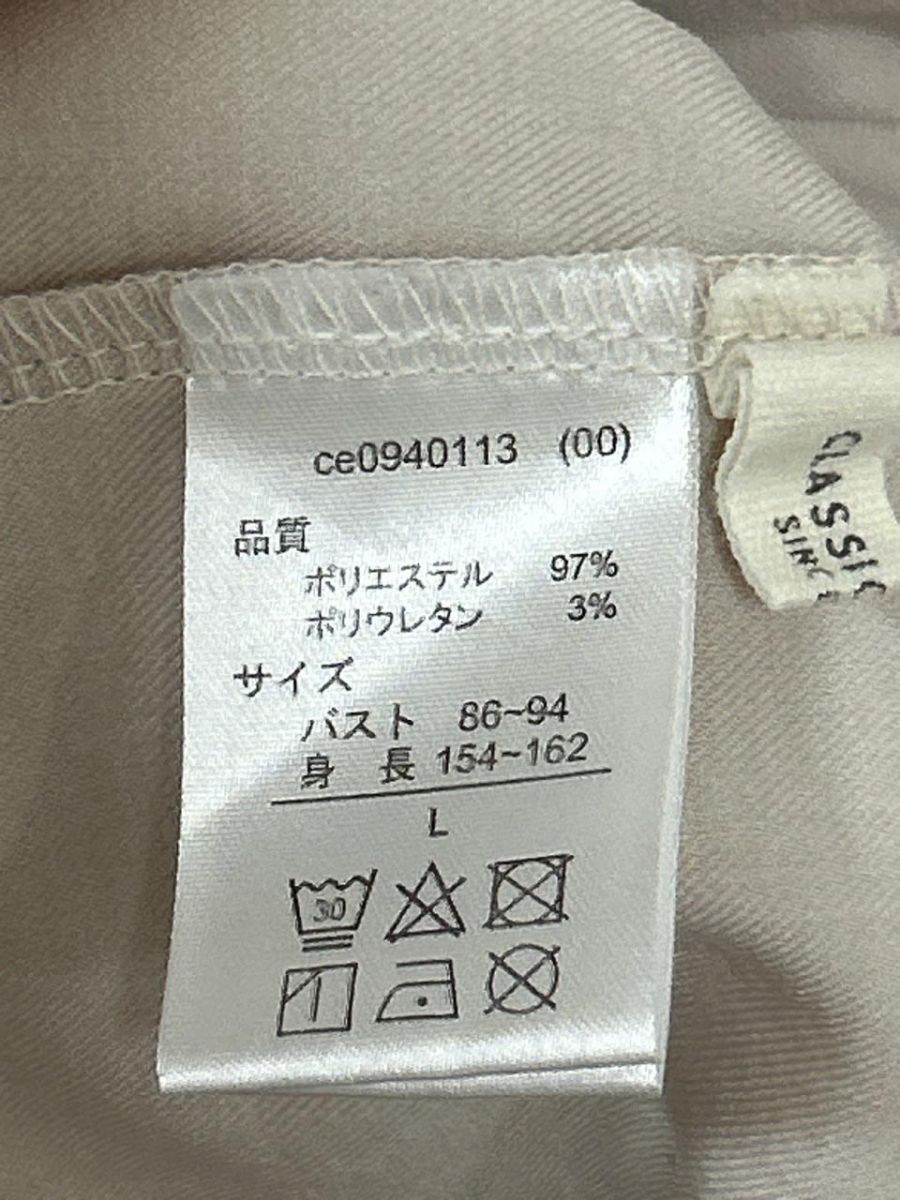 ce0940113 (00)
品質
ポリエステル 97%
ポリウレタン 3%
サイズ
バスト 86~94
身 長 154~162
L
30
CLASSIC